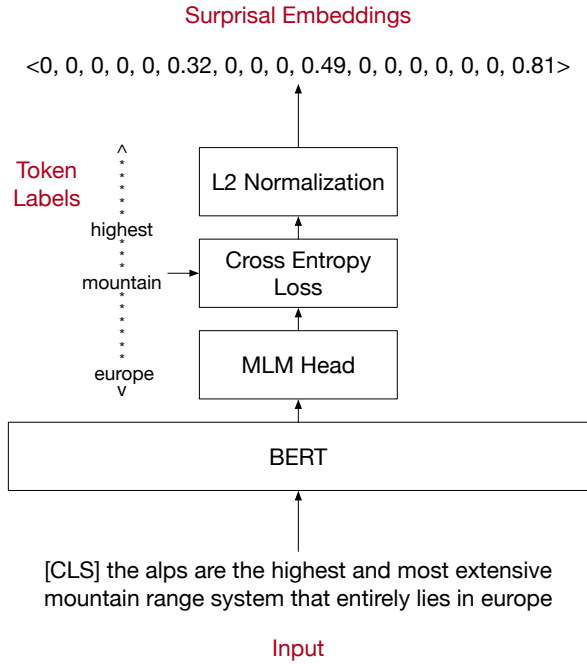 Surprisal Embeddings
<0, 0, 0, 0, 0, 0.32, 0, 0, 0, 0.49, 0, 0, 0, 0, 0, 0, 0.81>
Token
Labels
^
*
*
*
*
*
highest
*
*
*
mountain
*
*
*
*
*
*
europe
v
L2 Normalization
Cross Entropy
Loss
MLM Head
BERT
[CLS] the alps are the highest and most extensive
mountain range system that entirely lies in europe
Input